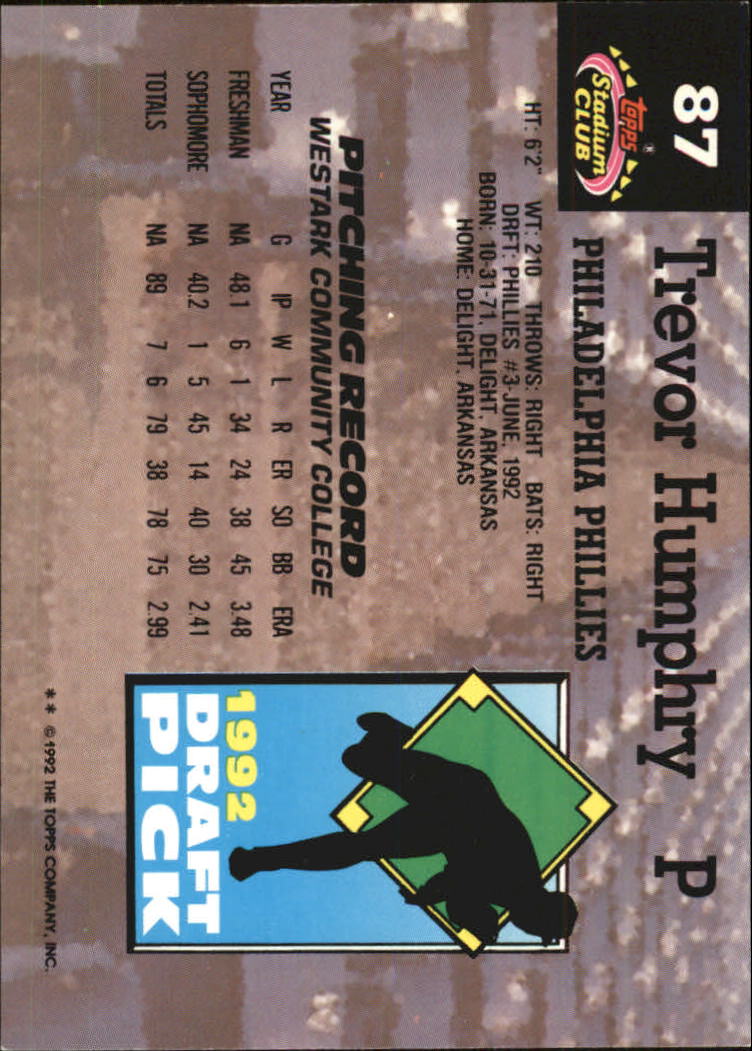 87
topps®
Stadium
CLUB
Trevor Humphry P
PHILADELPHIA PHILLIES
HT: 6'2" WT: 210 THROWS: RIGHT BATS: RIGHT
DRFT: PHILLIES #3-JUNE, 1992
BORN: 10-31-71, DELIGHT, ARKANSAS
HOME: DELIGHT, ARKANSAS
PITCHING RECORD
WESTARK COMMUNITY COLLEGE
YEAR G IP W L R ER SO BB ERA
FRESHMAN NA 48.1 6 1 34 24 38 45 3.48
SOPHOMORE NA 40.2 1 5 45 14 40 30 2.41
TOTALS NA 89 7 6 79 38 78 75 2.99
1992
DRAFT
PICK
** ©1992 THE TOPPS COMPANY, INC.